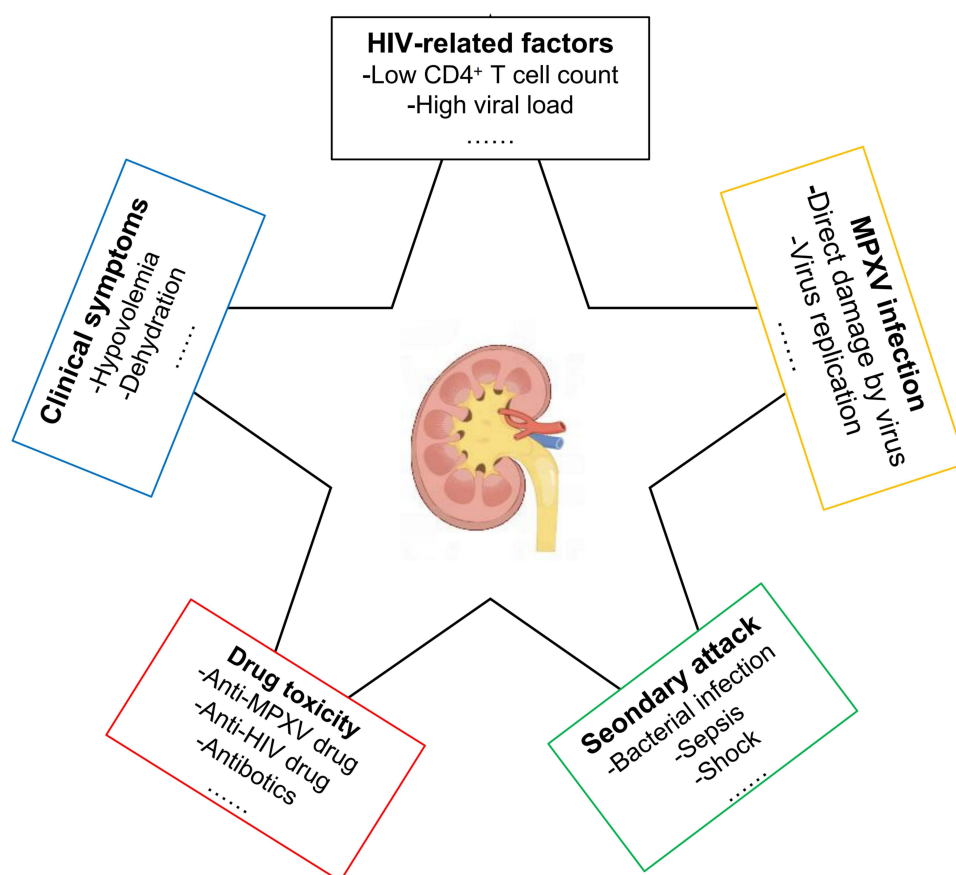 HIV-related factors
-Low CD4⁺ T cell count
-High viral load
......
Clinical symptoms
-Hypovolemia
-Dehydration
......
MPXV infection
-Direct damage by virus
-Virus replication
......
Drug toxicity
-Anti-MPXV drug
-Anti-HIV drug
-Antibotics
......
Seondary attack
-Bacterial infection
-Sepsis
-Shock
......